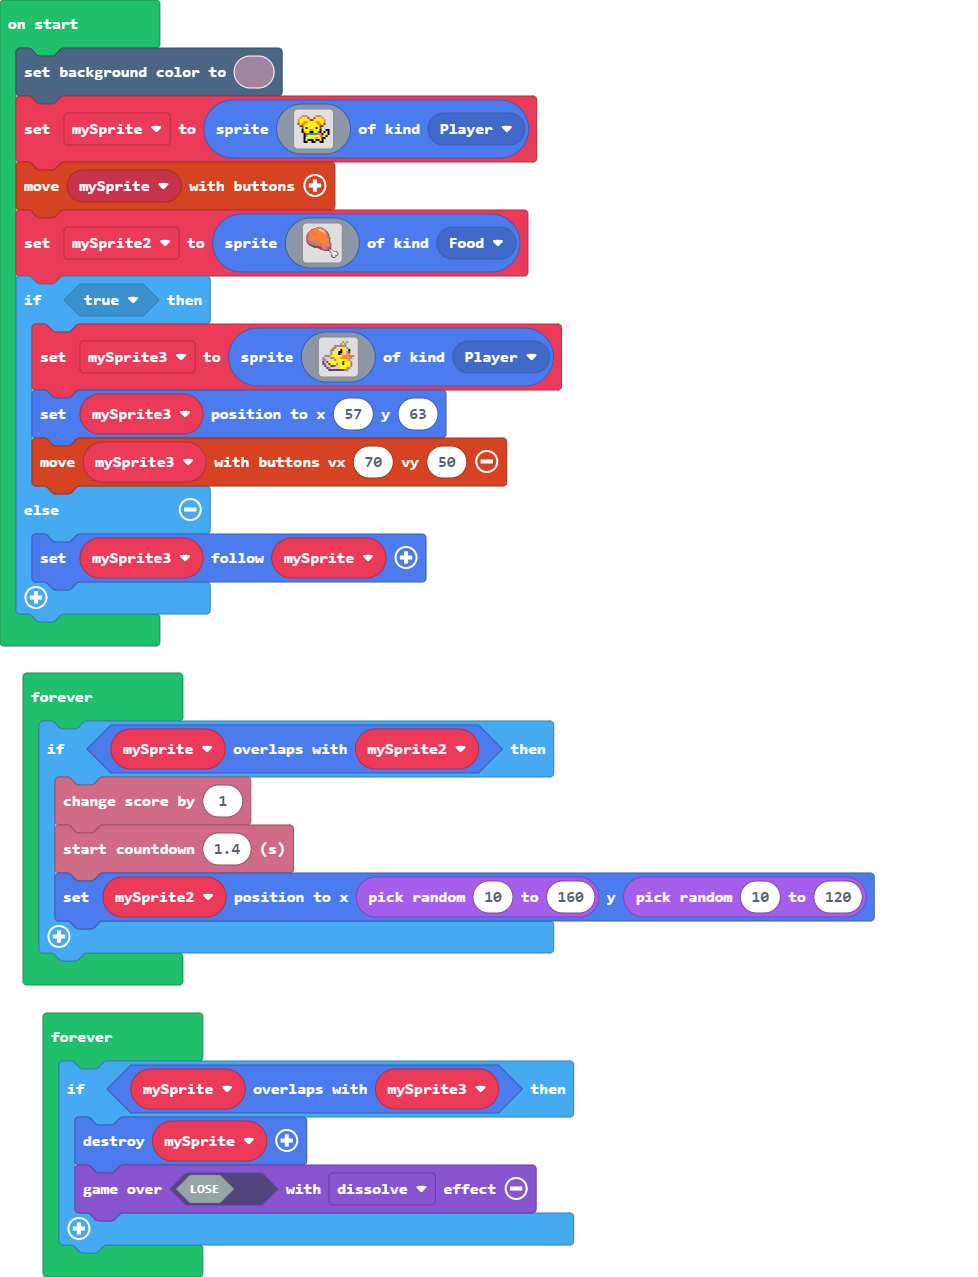 on start
set background color to
set mySprite to sprite of kind Player
move mySprite with buttons
set mySprite2 to sprite of kind Food
if true then
set mySprite3 to sprite of kind Player
set mySprite3 position to x 57 y 63
move mySprite3 with buttons vx 70 vy 50
else
set mySprite3 follow mySprite
forever
if mySprite overlaps with mySprite2 then
change score by 1
start countdown 1.4 (s)
set mySprite2 position to x pick random 10 to 160 y pick random 10 to 120
forever
if mySprite overlaps with mySprite3 then
destroy mySprite
game over LOSE with dissolve effect